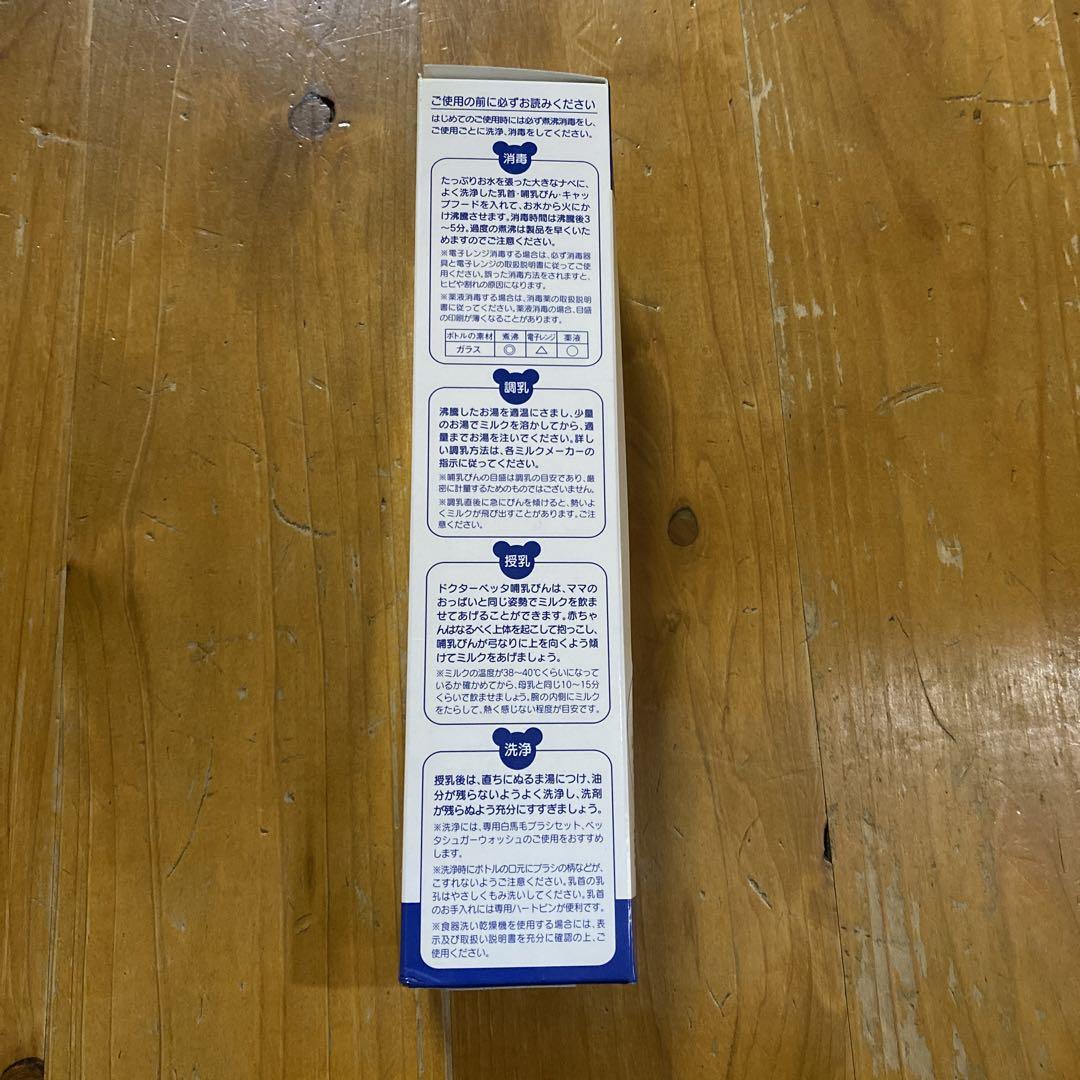 ご使用の前に必ずお読みください
はじめてのご使用時には必ず煮沸消毒をし、
ご使用ごとに洗浄、消毒をしてください。
消毒
たっぷりお水を張った大きなナベに、
よく洗浄した乳首・哺乳びん・キャッ
プフードを入れて、お水から火にか
け沸騰させます。消毒時間は沸騰後3
〜5分。過度の煮沸は製品を早くいた
めますのでご注意ください。
※電子レンジ消毒する場合は、必ず消毒器
具と電子レンジの取扱説明書に従ってご使
用ください。誤った消毒方法をされますと、
ヒビや割れの原因になります。
※薬液消毒する場合は、消毒薬の取扱説明
書に従ってください。薬液消毒の場合、目盛
の印刷が薄くなることがあります。
ボトルの素材 煮沸 電子レンジ 薬液
ガラス ◎ △ ○
調乳
沸騰したお湯を適温にさまし、少量
のお湯でミルクを溶かしてから、適
量までお湯を注いでください。詳し
い調乳方法は、各ミルクメーカーの
指示に従ってください。
※哺乳びんの目盛は調乳の目安であり、厳
密に計量するためのものではございません。
※調乳直後に急にびんを傾けると、勢いよ
くミルクが飛び出すことがあります。ご注
意ください。
授乳
ドクターベッタ哺乳びんは、ママの
おっぱいと同じ姿勢でミルクを飲ま
せてあげることができます。赤ちゃ
んはなるべく上体を起こして抱っこし、
哺乳びんが弓なりに上を向くよう傾
けてミルクをあげましょう。
※ミルクの温度が38〜40℃くらいになって
いるか確かめてから、母乳と同じ10〜15分
くらいで飲ませましょう。腕の内側にミルク
をたらして、熱く感じない程度が目安です。
洗浄
授乳後は、直ちにぬるま湯につけ、油
分が残らないようよく洗浄し、洗剤
が残らぬよう充分にすすぎましょう。
※洗浄には、専用白馬毛ブラシセット、ベッ
タシュガーウォッシュのご使用をおすすめ
します。
※洗浄時にボトルの口元にブラシの柄などが、
こすれないようご注意ください。乳首の乳
孔はやさしくもみ洗いしてください。乳首
のお手入れには専用ハートピンが便利です。
※食器洗い乾燥機を使用する場合には、表
示及び取扱い説明書を充分に確認の上、ご
使用ください。